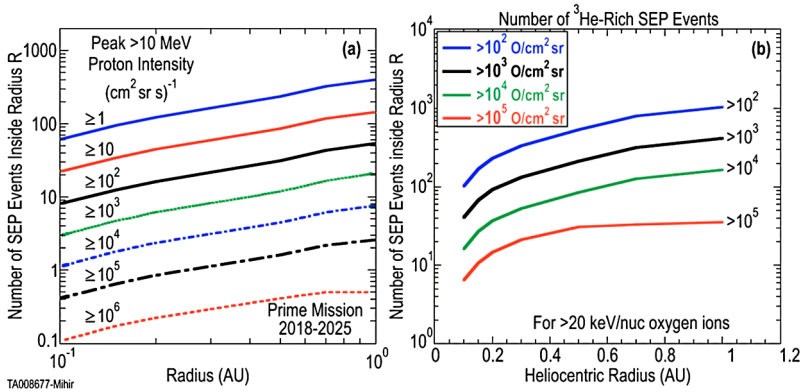 Number of ³He-Rich SEP Events
Number of SEP Events Inside Radius R
1000
100
10
1
0.1
Peak >10 MeV
Proton Intensity
(cm² sr s)⁻¹
(a)
≥1
≥10
≥10²
≥10³
≥10⁴
≥10⁵
≥10⁶
Prime Mission
2018-2025
10⁻¹
10⁰
Radius (AU)
TA008677-Mihir
Number of SEP Events inside Radius R
10⁴
10³
10²
10¹
10⁰
>10² O/cm² sr
>10³ O/cm² sr
>10⁴ O/cm² sr
>10⁵ O/cm² sr
(b)
>10²
>10³
>10⁴
>10⁵
For >20 keV/nuc oxygen ions
0
0.2
0.4
0.6
0.8
1
1.2
Heliocentric Radius (AU)